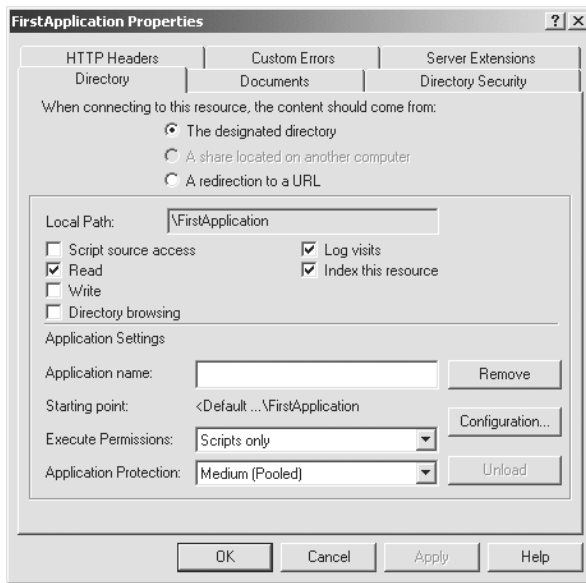 FirstApplication Properties
? X
HTTP Headers Custom Errors Server Extensions
Directory Documents Directory Security
When connecting to this resource, the content should come from:
The designated directory
A share located on another computer
A redirection to a URL
Local Path: \FirstApplication
Script source access Log visits
Read Index this resource
Write
Directory browsing
Application Settings
Application name: Remove
Starting point: <Default ...\FirstApplication
Configuration...
Execute Permissions: Scripts only
Application Protection: Medium (Pooled) Unload
OK Cancel Apply Help